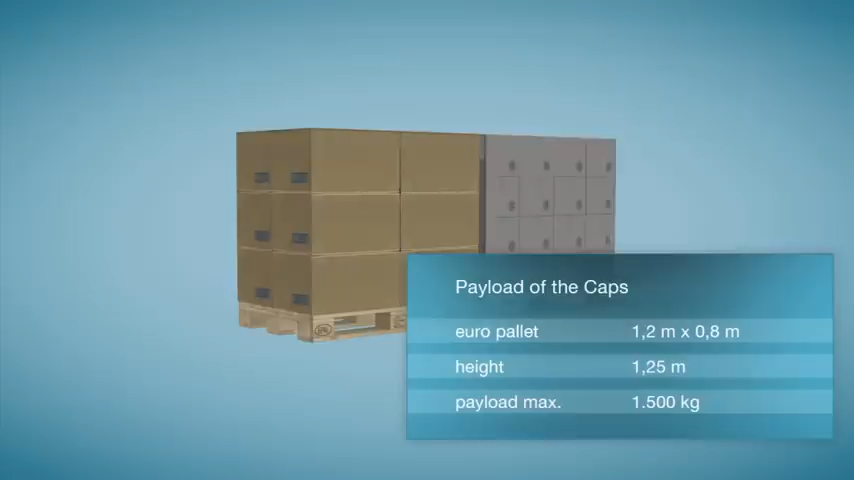 Payload of the Caps
euro pallet 1,2 m x 0,8 m
height 1,25 m
payload max. 1.500 kg